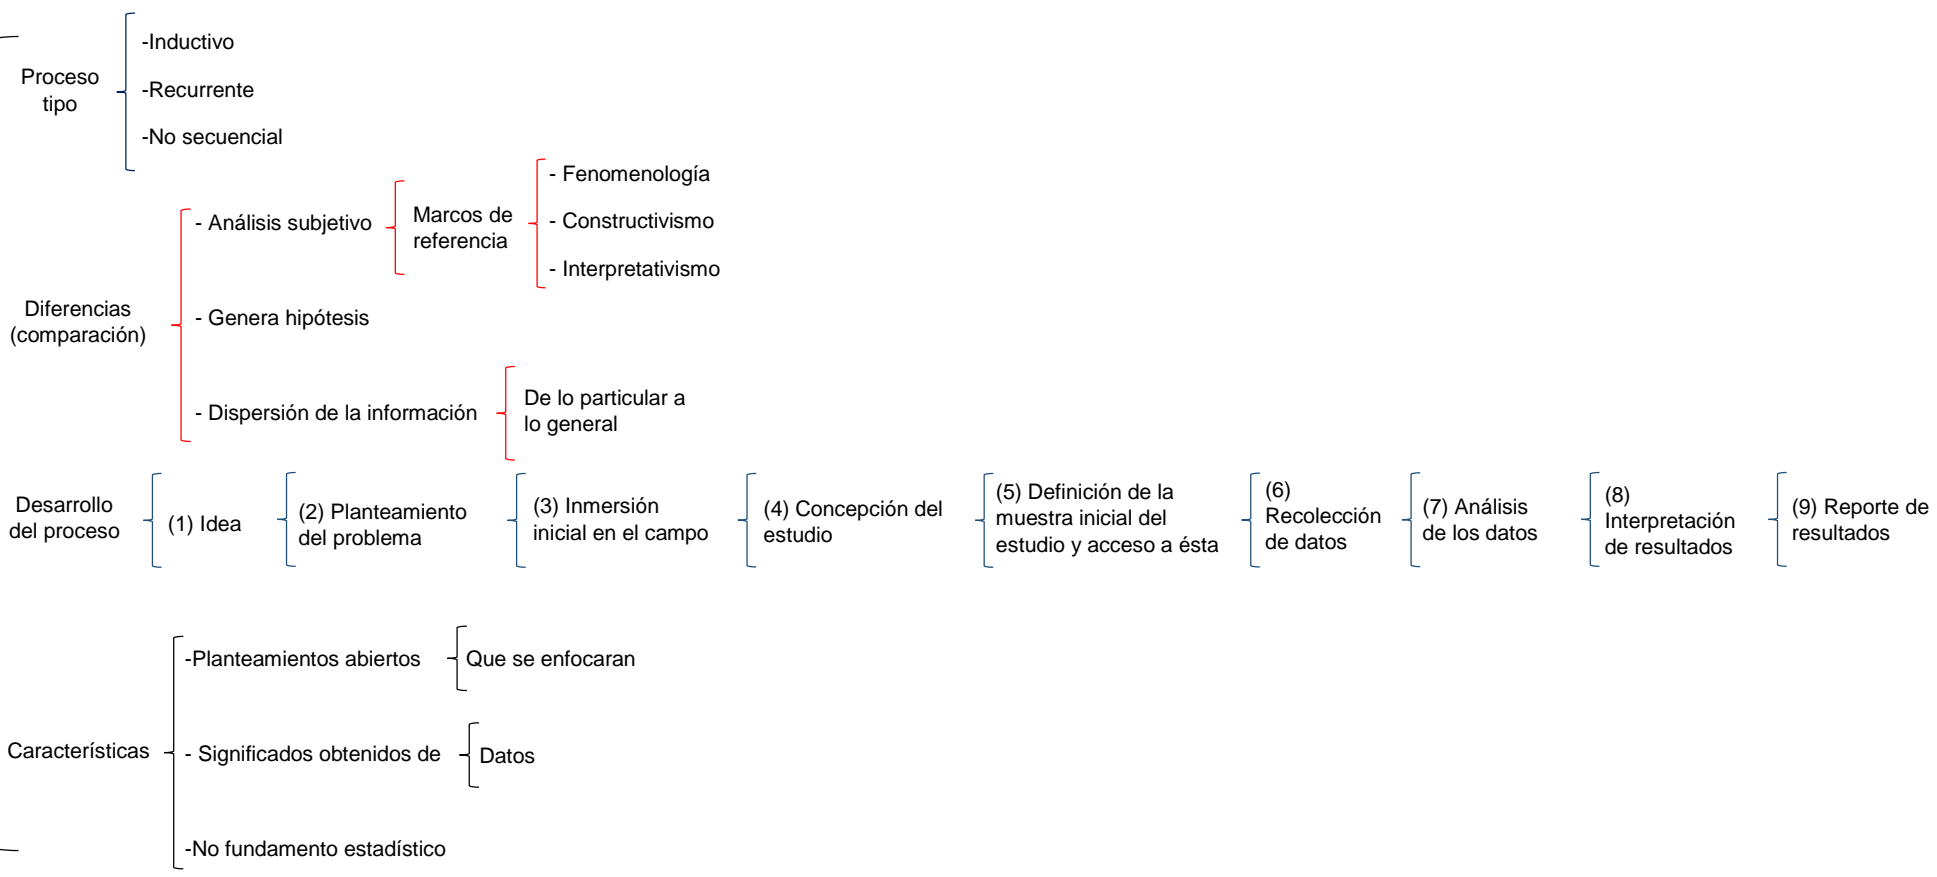 Proceso
tipo
-Inductivo
-Recurrente
-No secuencial
Diferencias
(comparación)
- Análisis subjetivo
Marcos de
referencia
- Fenomenología
- Constructivismo
- Interpretativismo
- Genera hipótesis
- Dispersión de la información
De lo particular a
lo general
Desarrollo
del proceso
(1) Idea
(2) Planteamiento
del problema
(3) Inmersión
inicial en el campo
(4) Concepción del
estudio
(5) Definición de la
muestra inicial del
estudio y acceso a ésta
(6)
Recolección
de datos
(7) Análisis
de los datos
(8)
Interpretación
de resultados
(9) Reporte de
resultados
Características
-Planteamientos abiertos
Que se enfocaran
- Significados obtenidos de
Datos
-No fundamento estadístico